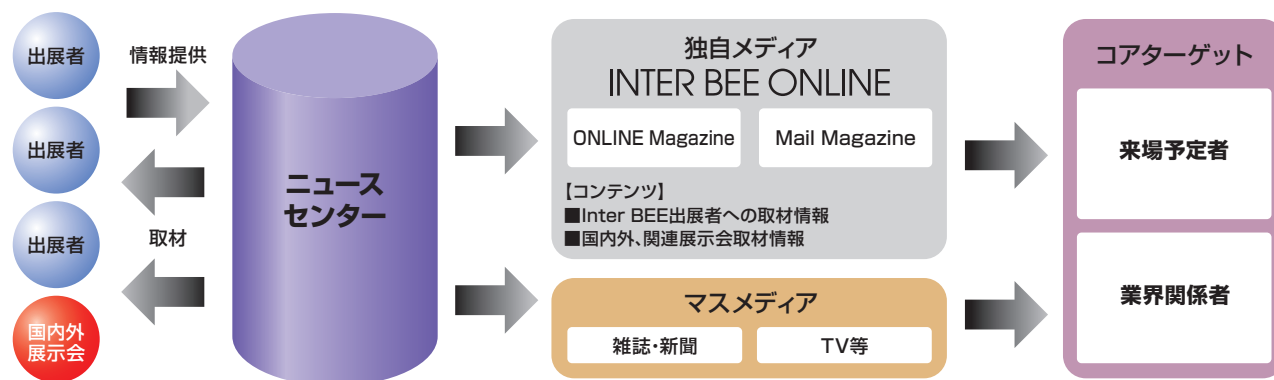 出展者
出展者
出展者
国内外
展示会
情報提供
取材
ニュース
センター
独自メディア
INTER BEE ONLINE
ONLINE Magazine
Mail Magazine
【コンテンツ】
■Inter BEE出展者への取材情報
■国内外、関連展示会取材情報
マスメディア
雑誌・新聞
TV等
コアターゲット
来場予定者
業界関係者